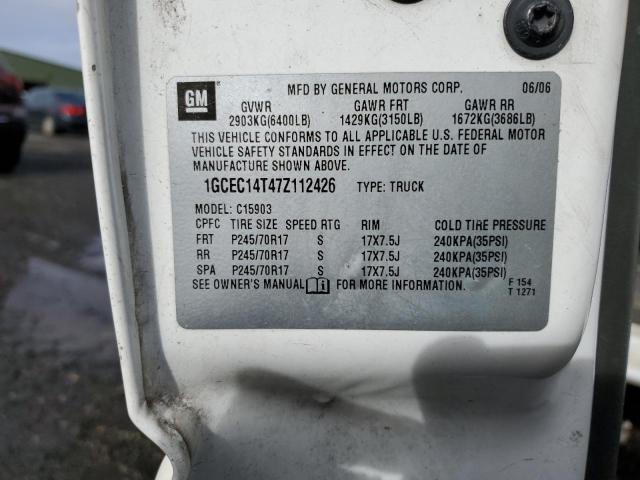 GM
MFD BY GENERAL MOTORS CORP. 06/06
GVWR GAWR FRT GAWR RR
2903KG(6400LB) 1429KG(3150LB) 1672KG(3686LB)
THIS VEHICLE CONFORMS TO ALL APPLICABLE U.S. FEDERAL MOTOR
VEHICLE SAFETY STANDARDS IN EFFECT ON THE DATE OF
MANUFACTURE SHOWN ABOVE.
1GCEC14T47Z112426 TYPE: TRUCK
MODEL: C15903
CPFC TIRE SIZE SPEED RTG RIM COLD TIRE PRESSURE
FRT P245/70R17 S 17X7.5J 240KPA(35PSI)
RR P245/70R17 S 17X7.5J 240KPA(35PSI)
SPA P245/70R17 S 17X7.5J 240KPA(35PSI)
SEE OWNER'S MANUAL FOR MORE INFORMATION.
F 154
T 1271